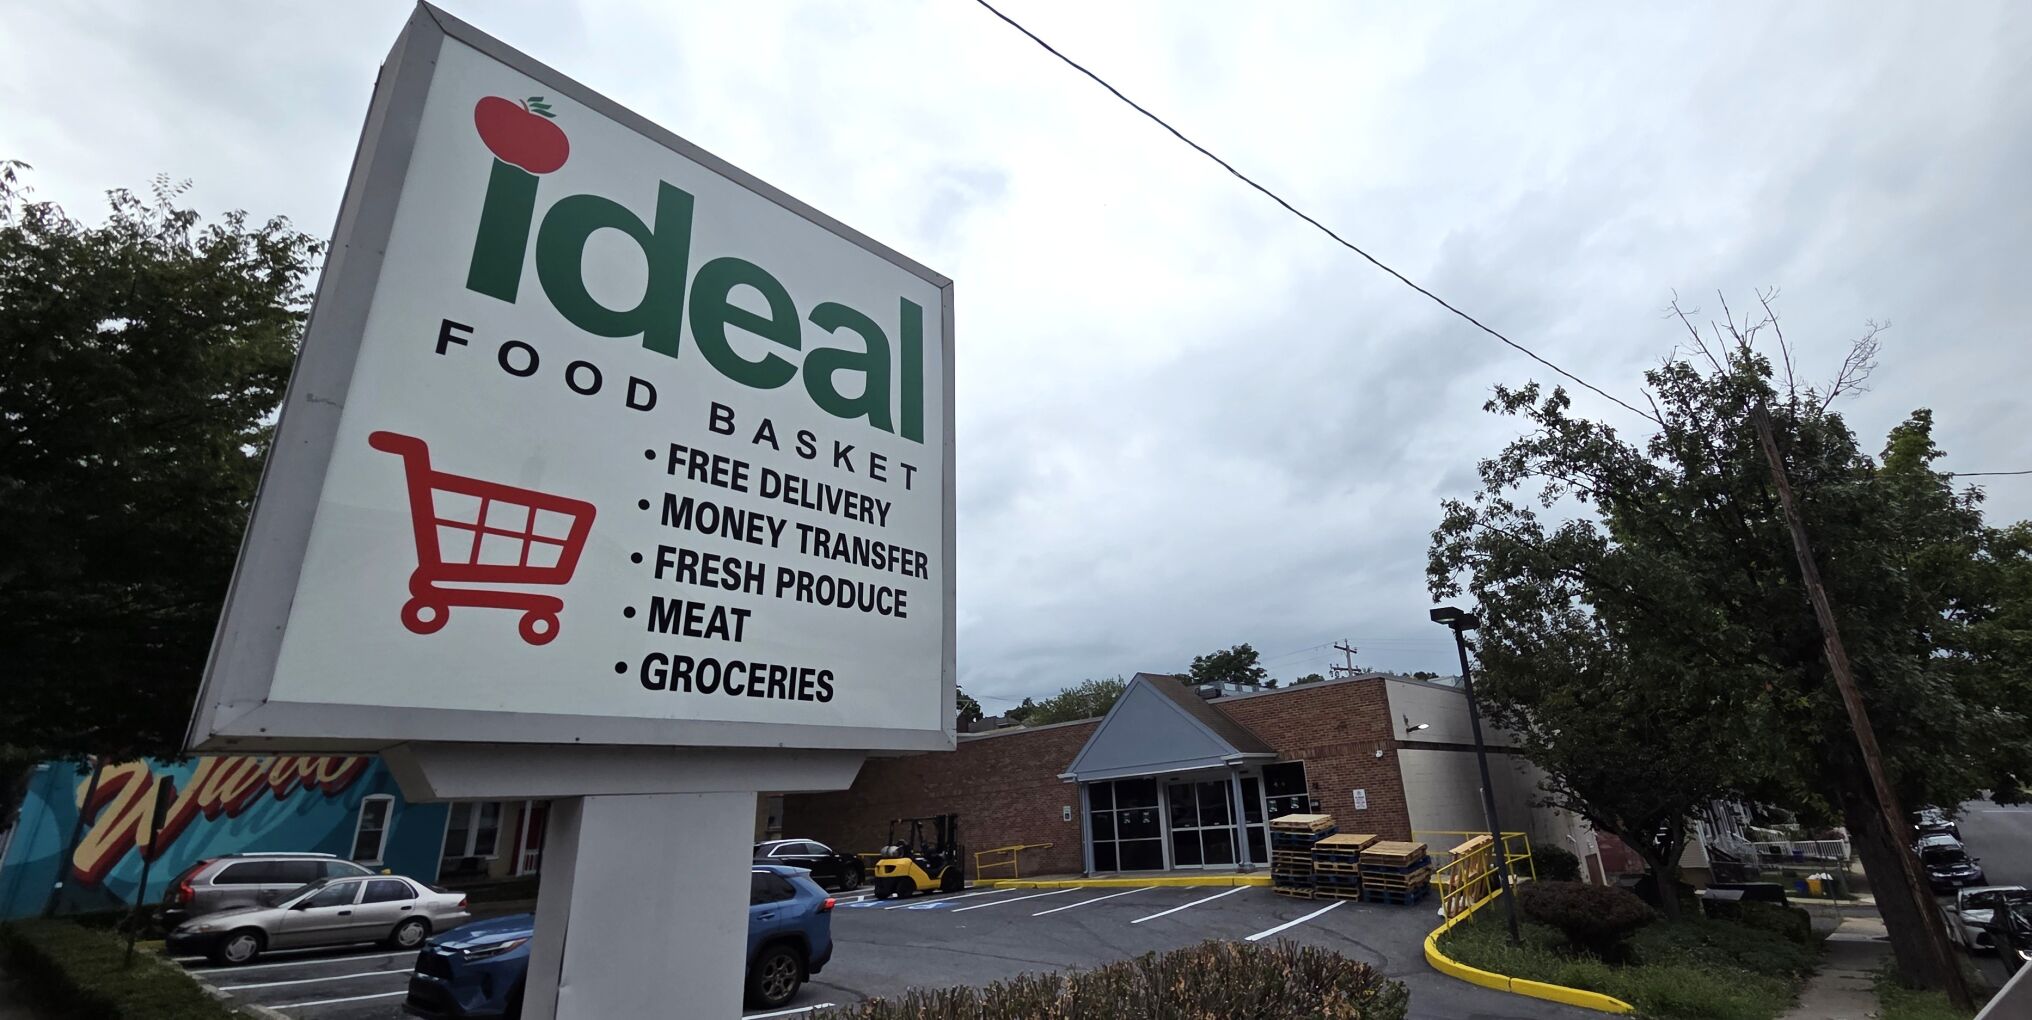 ideal
FOOD BASKET
• FREE DELIVERY
• MONEY TRANSFER
• FRESH PRODUCE
• MEAT
• GROCERIES